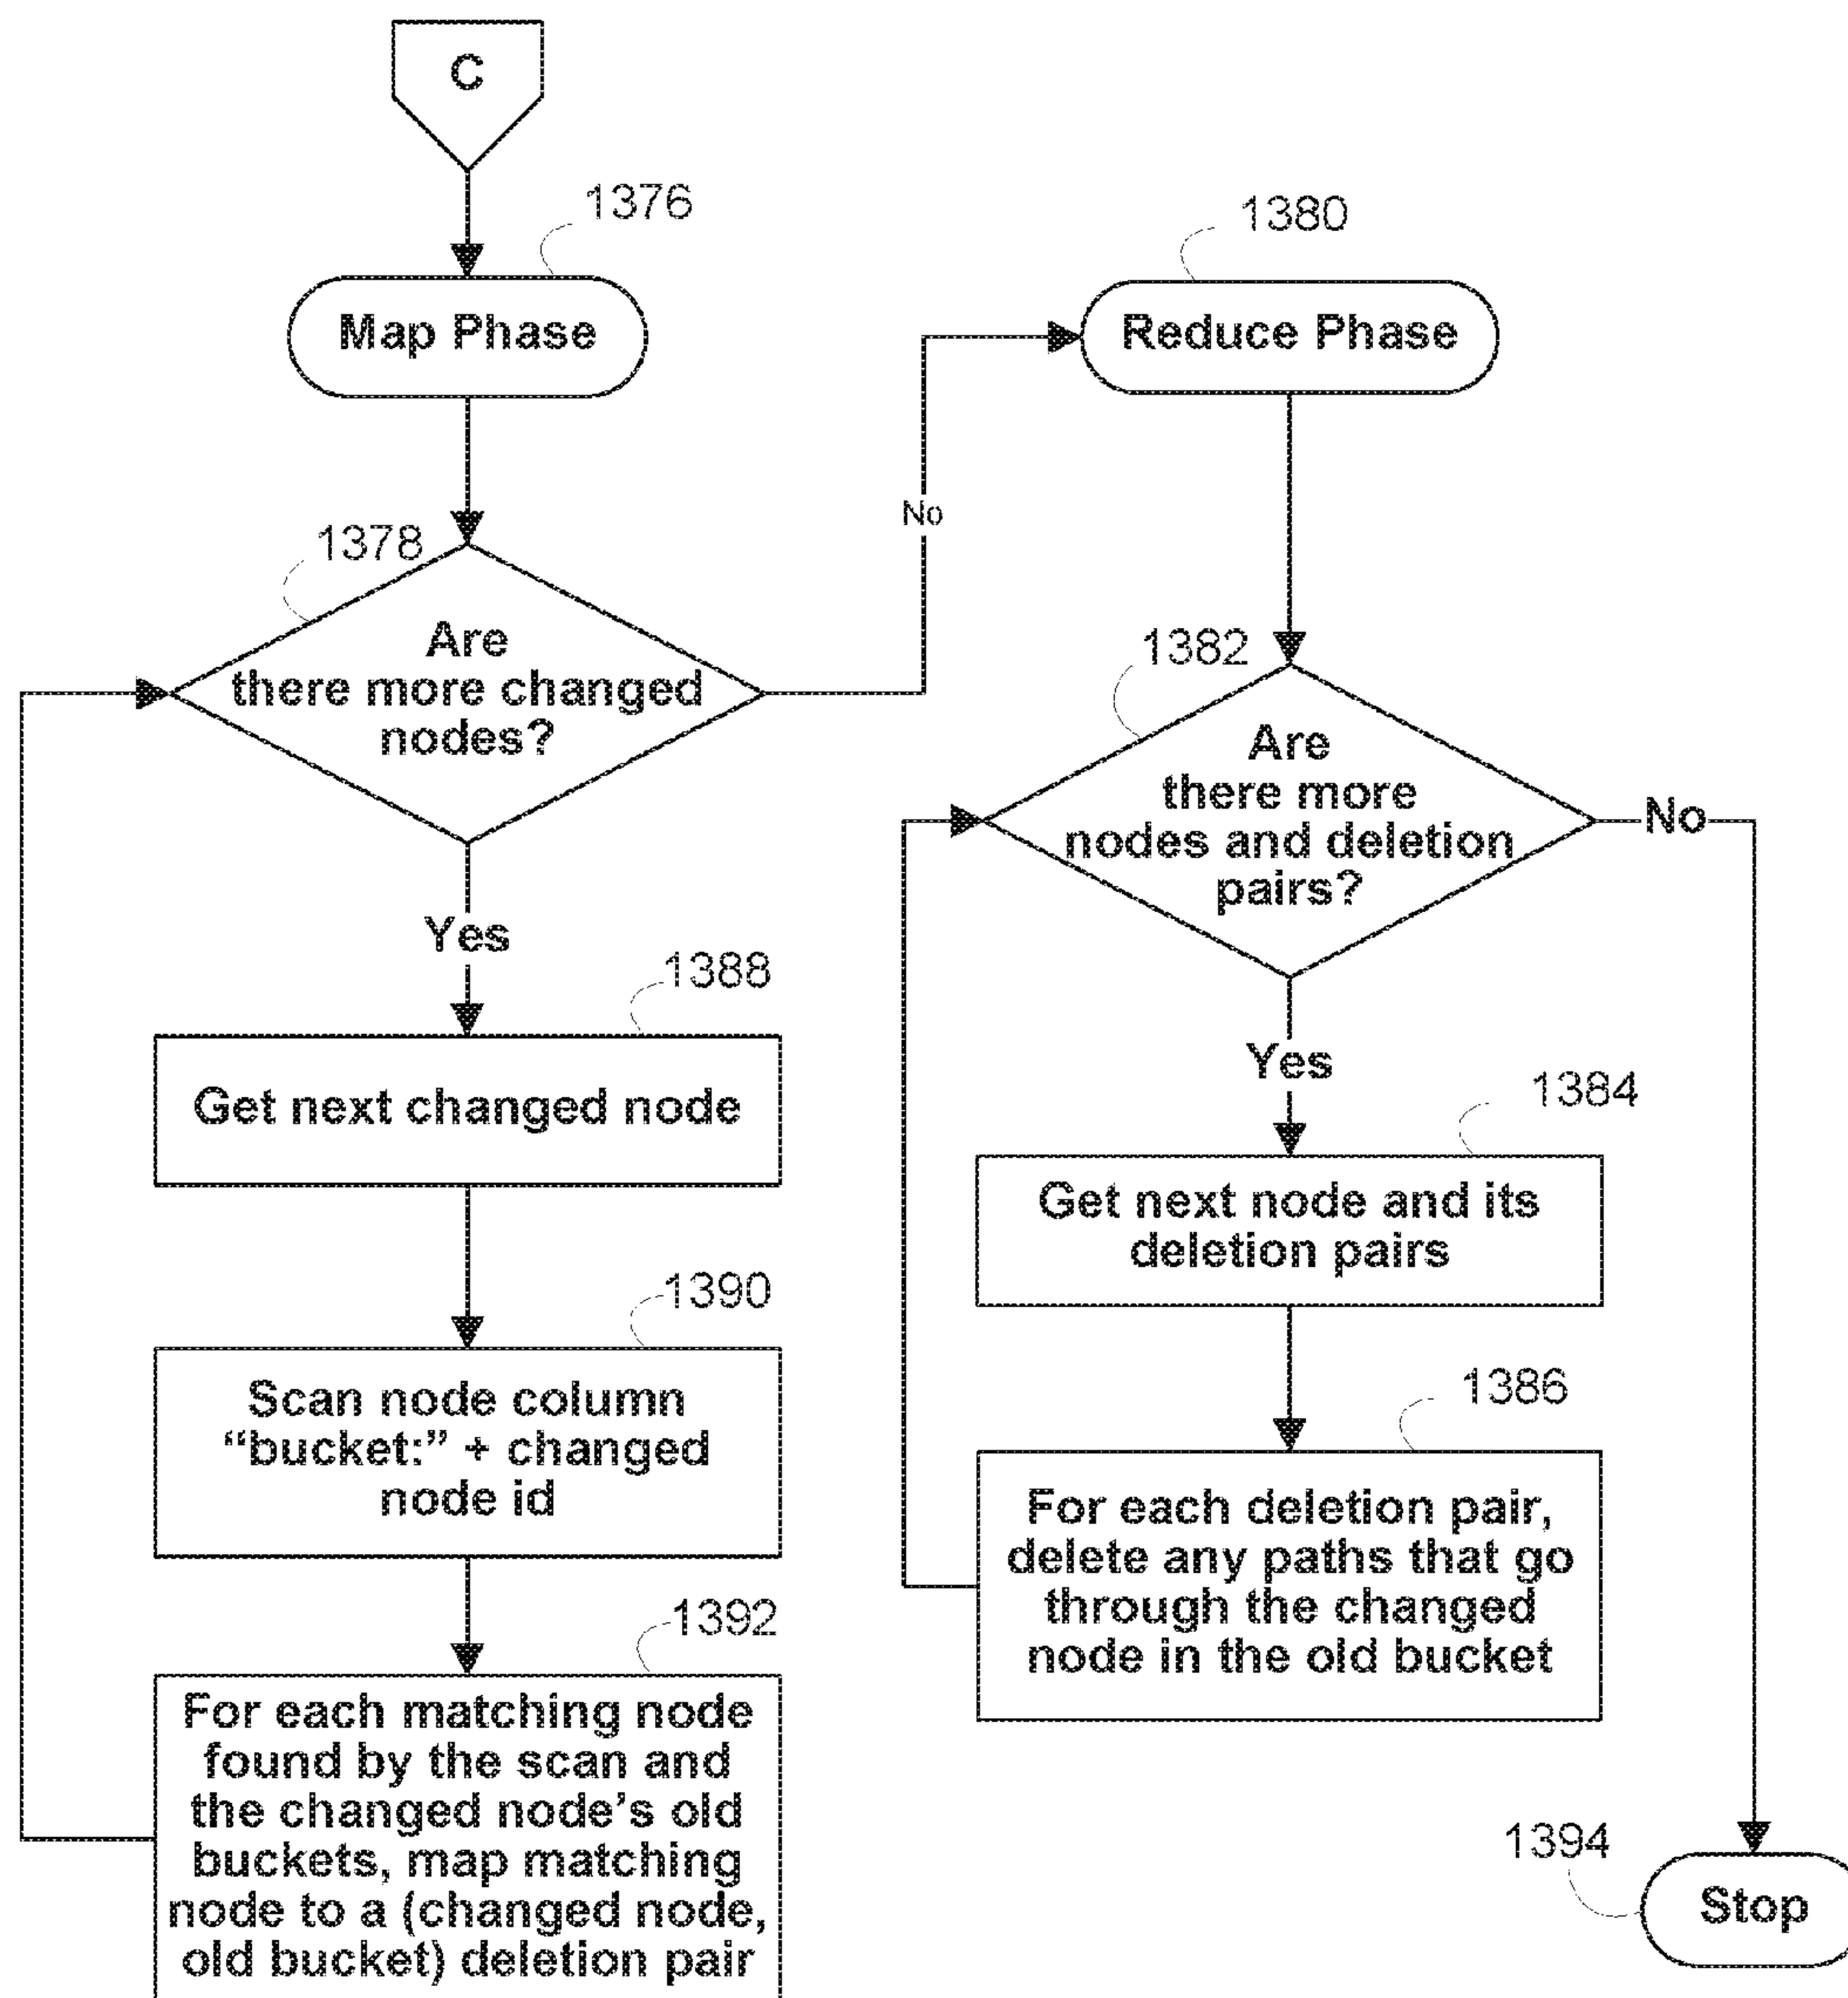 C
1376
Map Phase
1378
Are
there more changed
nodes?
No
Yes
1388
Get next changed node
1390
Scan node column
“bucket:” + changed
node id
1392
For each matching node
found by the scan and
the changed node’s old
buckets, map matching
node to a (changed node,
old bucket) deletion pair
1380
Reduce Phase
1382
Are
there more
nodes and deletion
pairs?
No
Yes
1384
Get next node and its
deletion pairs
1386
For each deletion pair,
delete any paths that go
through the changed
node in the old bucket
1394
Stop